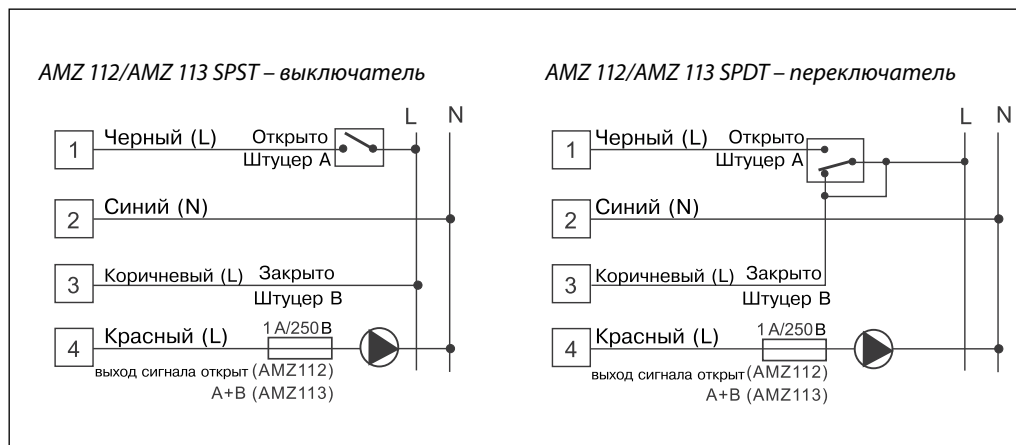 AMZ 112/AMZ 113 SPST – выключатель
L N
1 Черный (L) Открыто
Штуцер А
2 Синий (N)
3 Коричневый (L) Закрыто
Штуцер В
4 Красный (L) 1 A/250 В
выход сигнала открыт (AMZ112)
A+B (AMZ113)
AMZ 112/AMZ 113 SPDT – переключатель
L N
1 Черный (L) Открыто
Штуцер А
2 Синий (N)
3 Коричневый (L) Закрыто
Штуцер В
4 Красный (L) 1 A/250 В
выход сигнала открыт (AMZ112)
A+B (AMZ113)